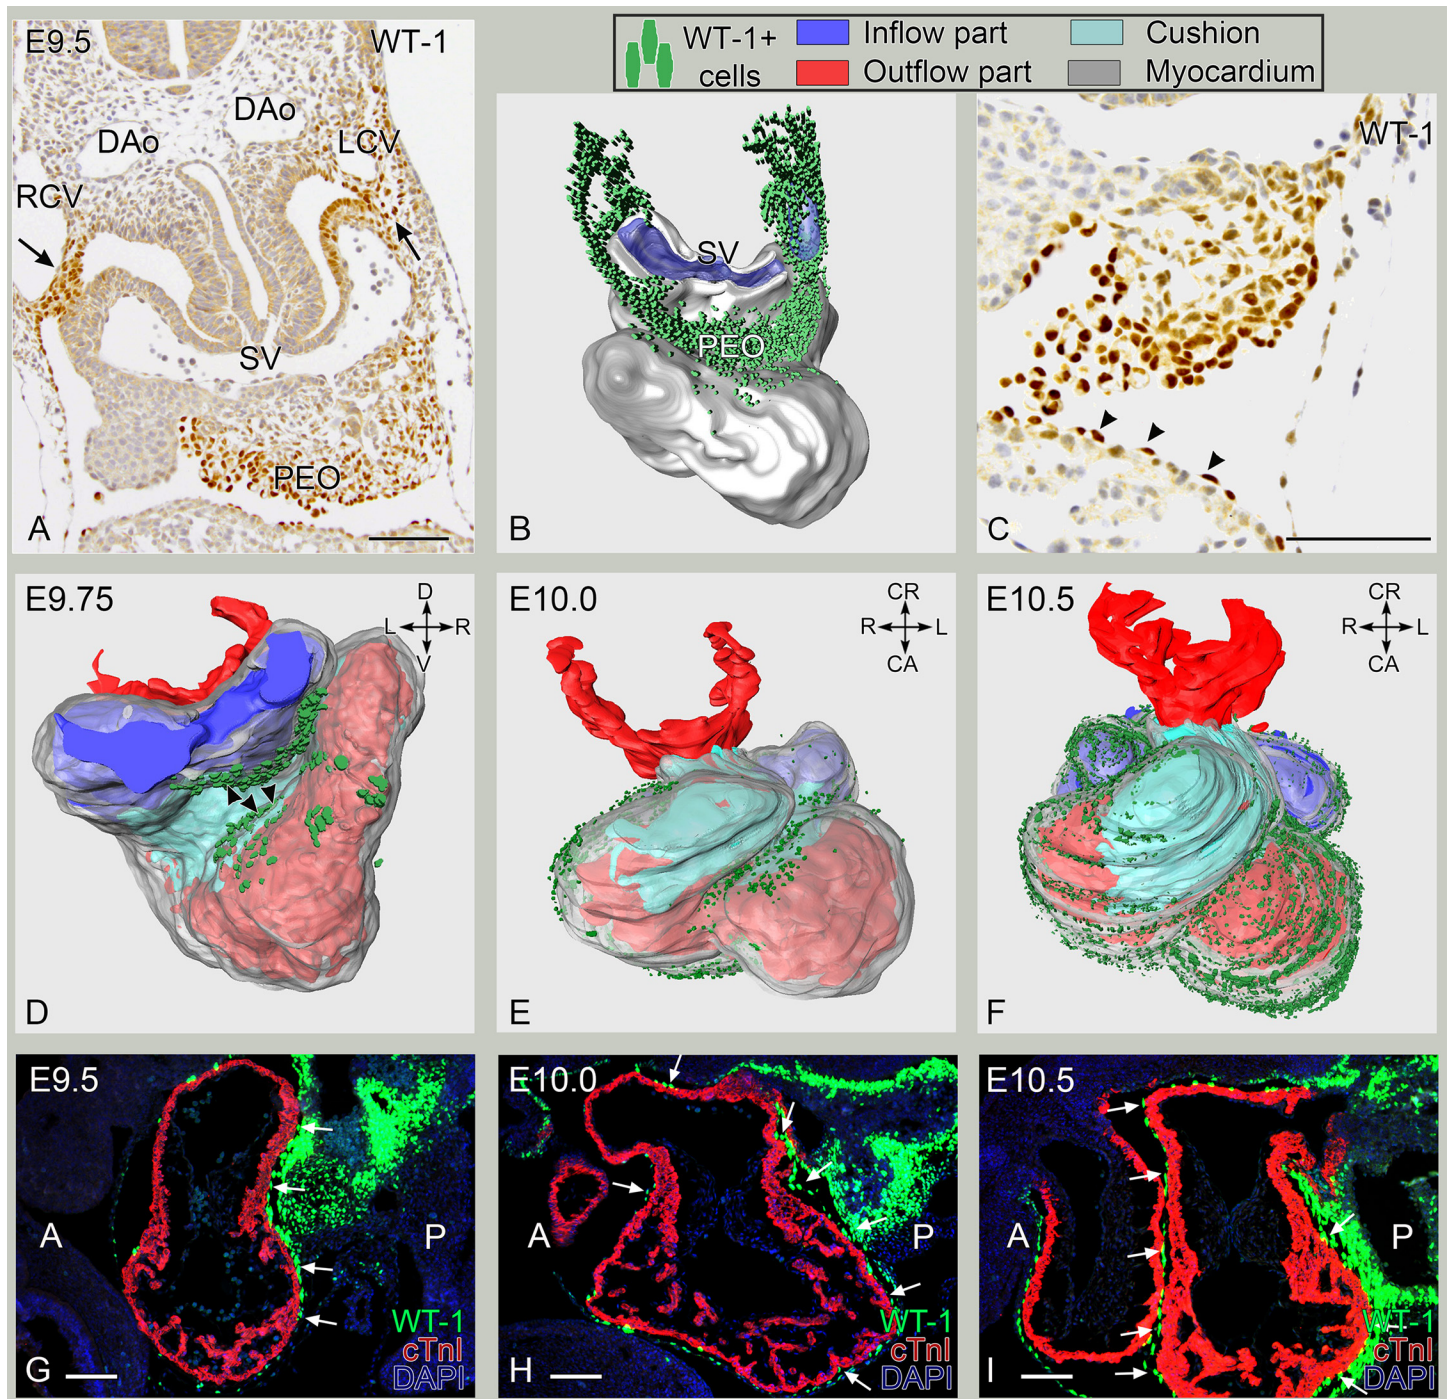 E9.5
WT-1
DAo
DAo
LCV
RCV
SV
PEO
A
WT-1+
cells
Inflow part
Outflow part
Cushion
Myocardium
SV
PEO
B
WT-1
C
E9.75
D
L
R
V
D
E10.0
CR
R
L
CA
E
E10.5
CR
R
L
CA
F
E9.5
A
P
WT-1
cTnI
DAPI
G
E10.0
A
P
WT-1
cTnI
DAPI
H
E10.5
A
P
WT-1
cTnI
DAPI
I